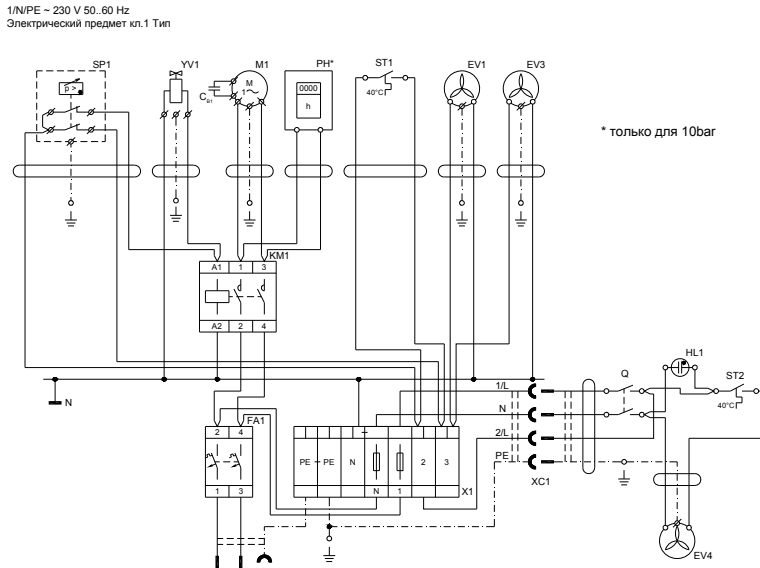 1/N/PE ~ 230 V 50..60 Hz
Электрический предмет кл.1 Тип
SP1
YV1
M1
PH*
ST1
EV1
EV3
p >
CB1
M
1~
0000
h
40°C
* только для 10bar
KM1
A1 1 3
A2 2 4
N
1/L
N
2/L
PE
XC1
Q
HL1
ST2
40°C
FA1
2 4
1 3
PE PE N 2 3
N 1
X1
EV4